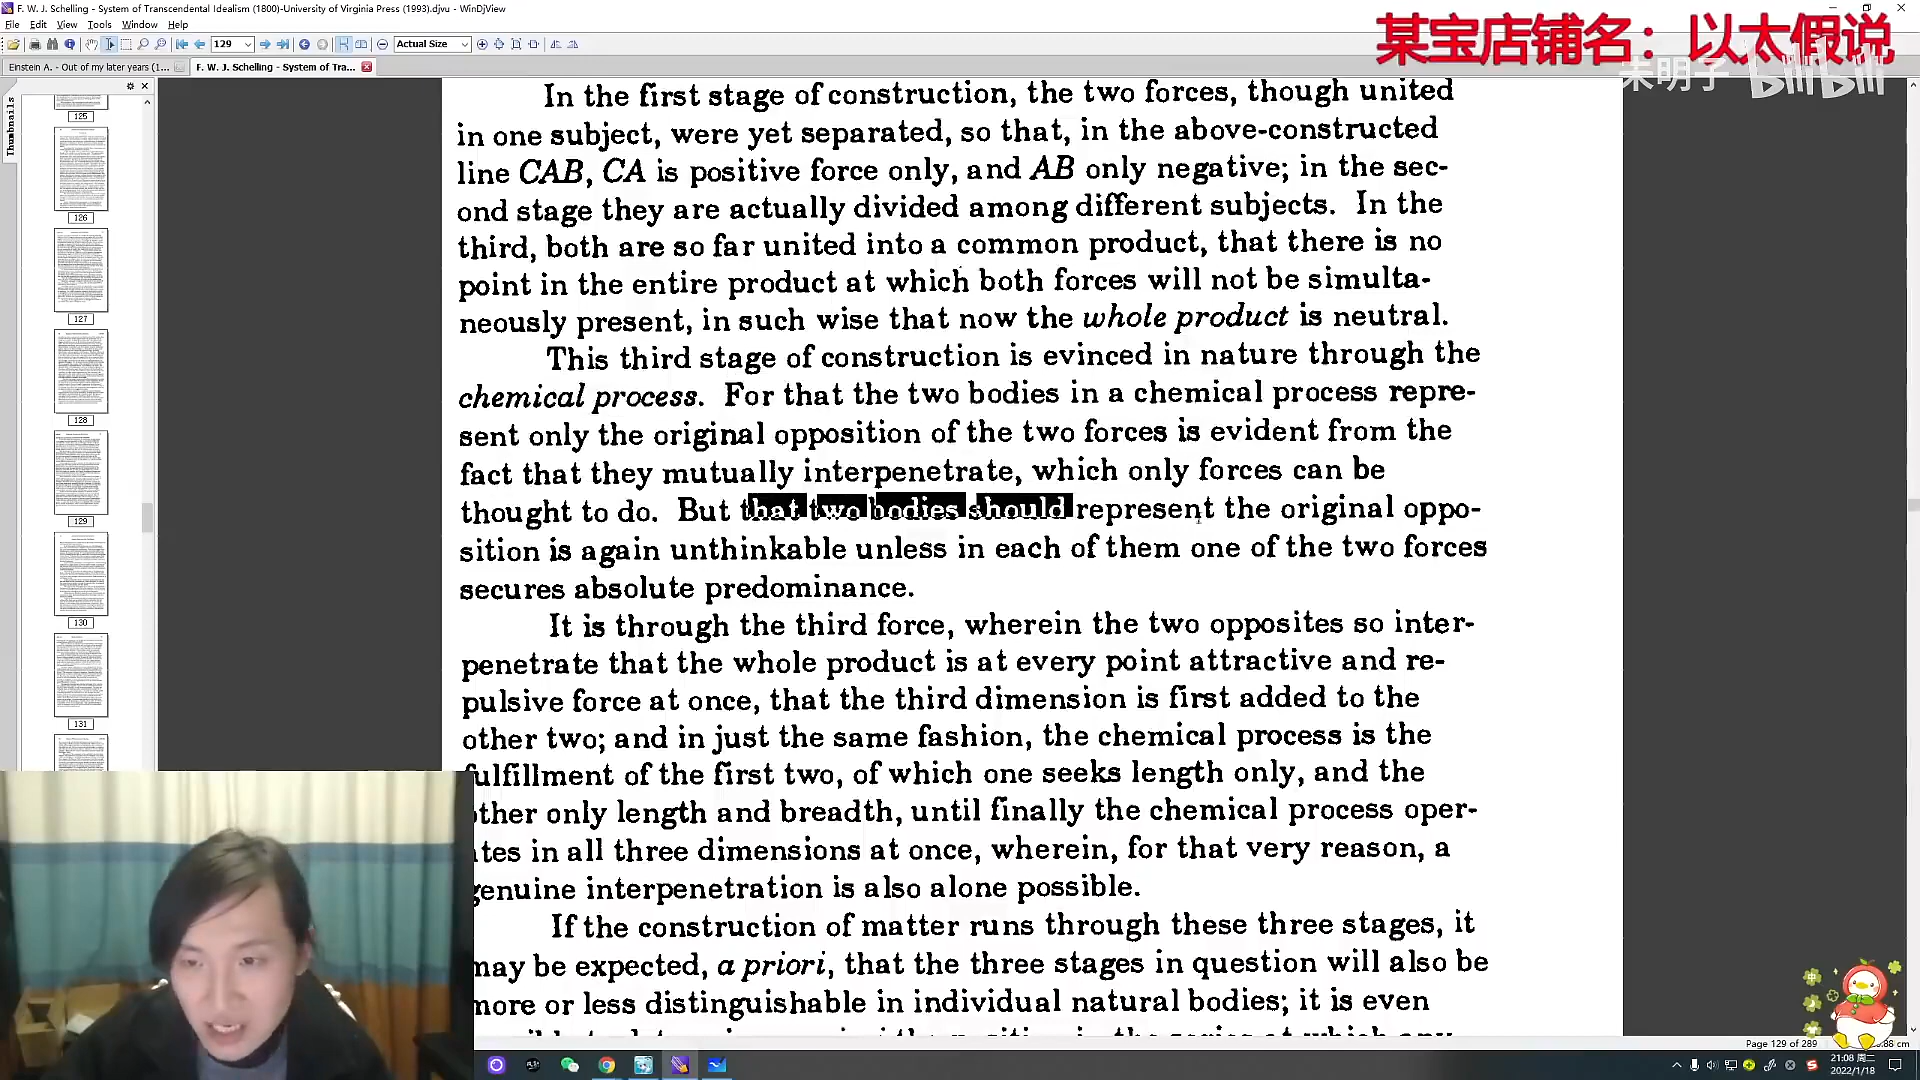 F. W. J. Schelling - System of Transcendental Idealism (1800)-University of Virginia Press (1993).djvu - WinDjView
File Edit View Tools Window Help
129 Actual Size
Einstein A. - Out of my later years (1...
F. W. J. Schelling - System of Tra...
某宝店铺名：以太假说
朱明子 bilibili
Thumbnails
125
126
127
128
129
130
131
In the first stage of construction, the two forces, though united
in one subject, were yet separated, so that, in the above-constructed
line CAB, CA is positive force only, and AB only negative; in the sec-
ond stage they are actually divided among different subjects. In the
third, both are so far united into a common product, that there is no
point in the entire product at which both forces will not be simulta-
neously present, in such wise that now the whole product is neutral.
This third stage of construction is evinced in nature through the
chemical process. For that the two bodies in a chemical process repre-
sent only the original opposition of the two forces is evident from the
fact that they mutually interpenetrate, which only forces can be
thought to do. But that two bodies should represent the original oppo-
sition is again unthinkable unless in each of them one of the two forces
secures absolute predominance.
It is through the third force, wherein the two opposites so inter-
penetrate that the whole product is at every point attractive and re-
pulsive force at once, that the third dimension is first added to the
other two; and in just the same fashion, the chemical process is the
fulfillment of the first two, of which one seeks length only, and the
other only length and breadth, until finally the chemical process oper-
ates in all three dimensions at once, wherein, for that very reason, a
genuine interpenetration is also alone possible.
If the construction of matter runs through these three stages, it
may be expected, a priori, that the three stages in question will also be
more or less distinguishable in individual natural bodies; it is even
Page 129 of 289
21:08 周二
2022/1/18